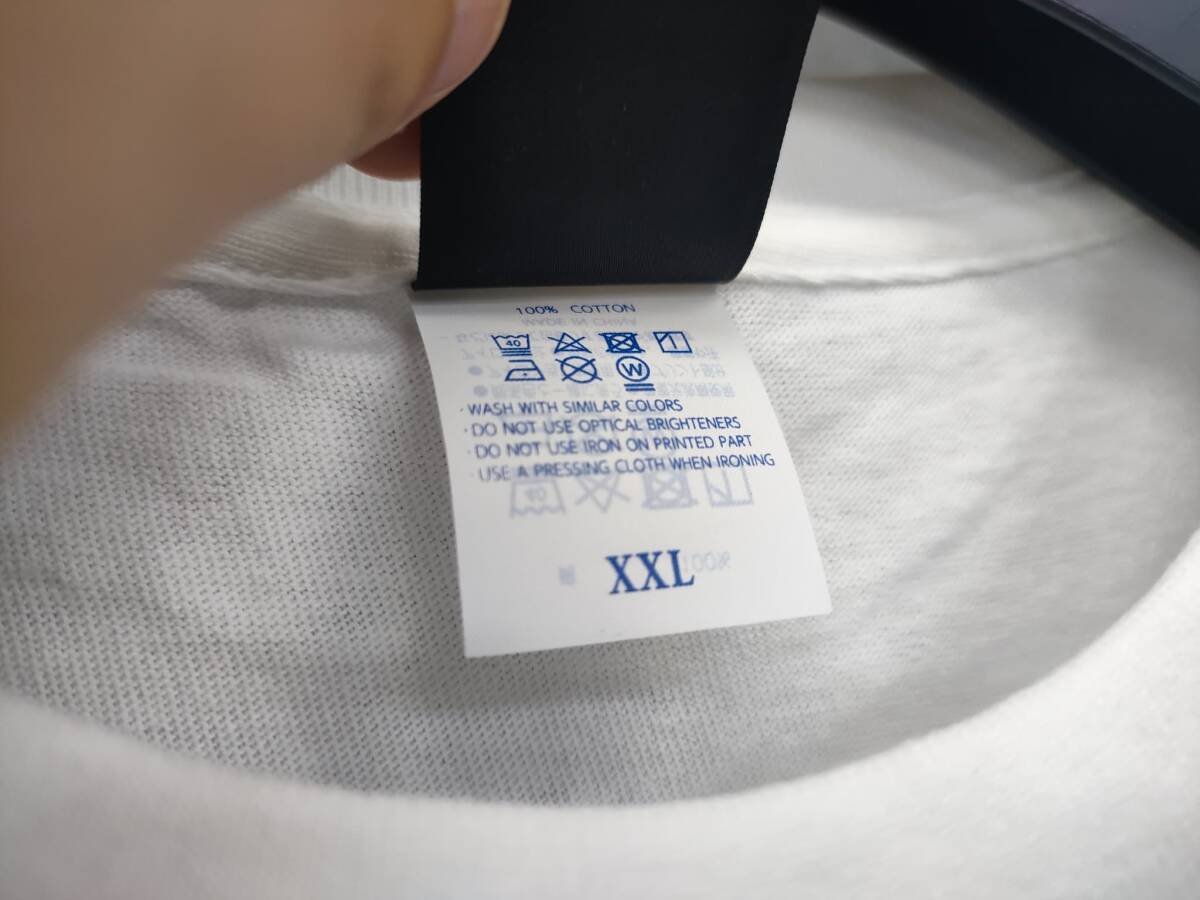 100% COTTON
MADE IN CHINA
40
W
· WASH WITH SIMILAR COLORS
· DO NOT USE OPTICAL BRIGHTENERS
· DO NOT USE IRON ON PRINTED PART
· USE A PRESSING CLOTH WHEN IRONING
XXL